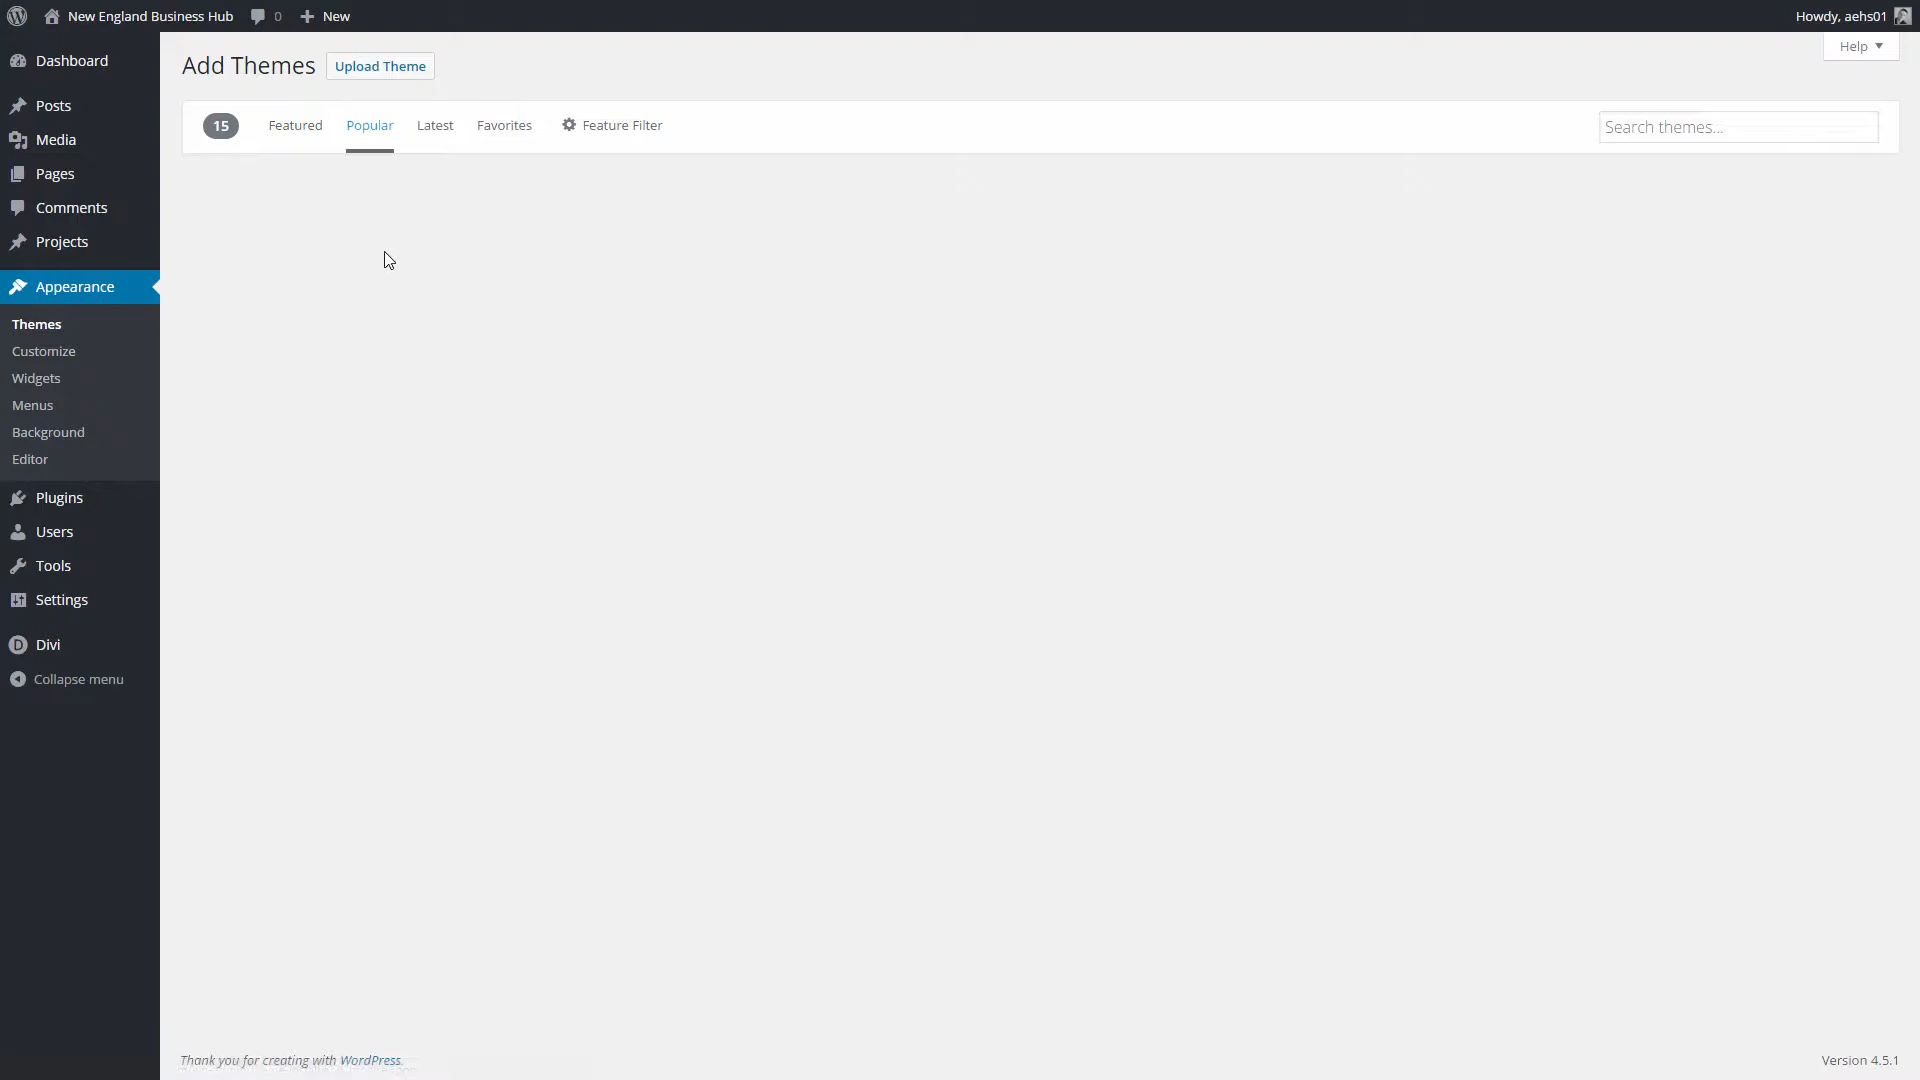 New England Business Hub 0 New Howdy, aehs01
Help
Add Themes Upload Theme
15 Featured Popular Latest Favorites Feature Filter Search themes...
Dashboard
Posts
Media
Pages
Comments
Projects
Appearance
Themes
Customize
Widgets
Menus
Background
Editor
Plugins
Users
Tools
Settings
Divi
Collapse menu
Thank you for creating with WordPress. Version 4.5.1